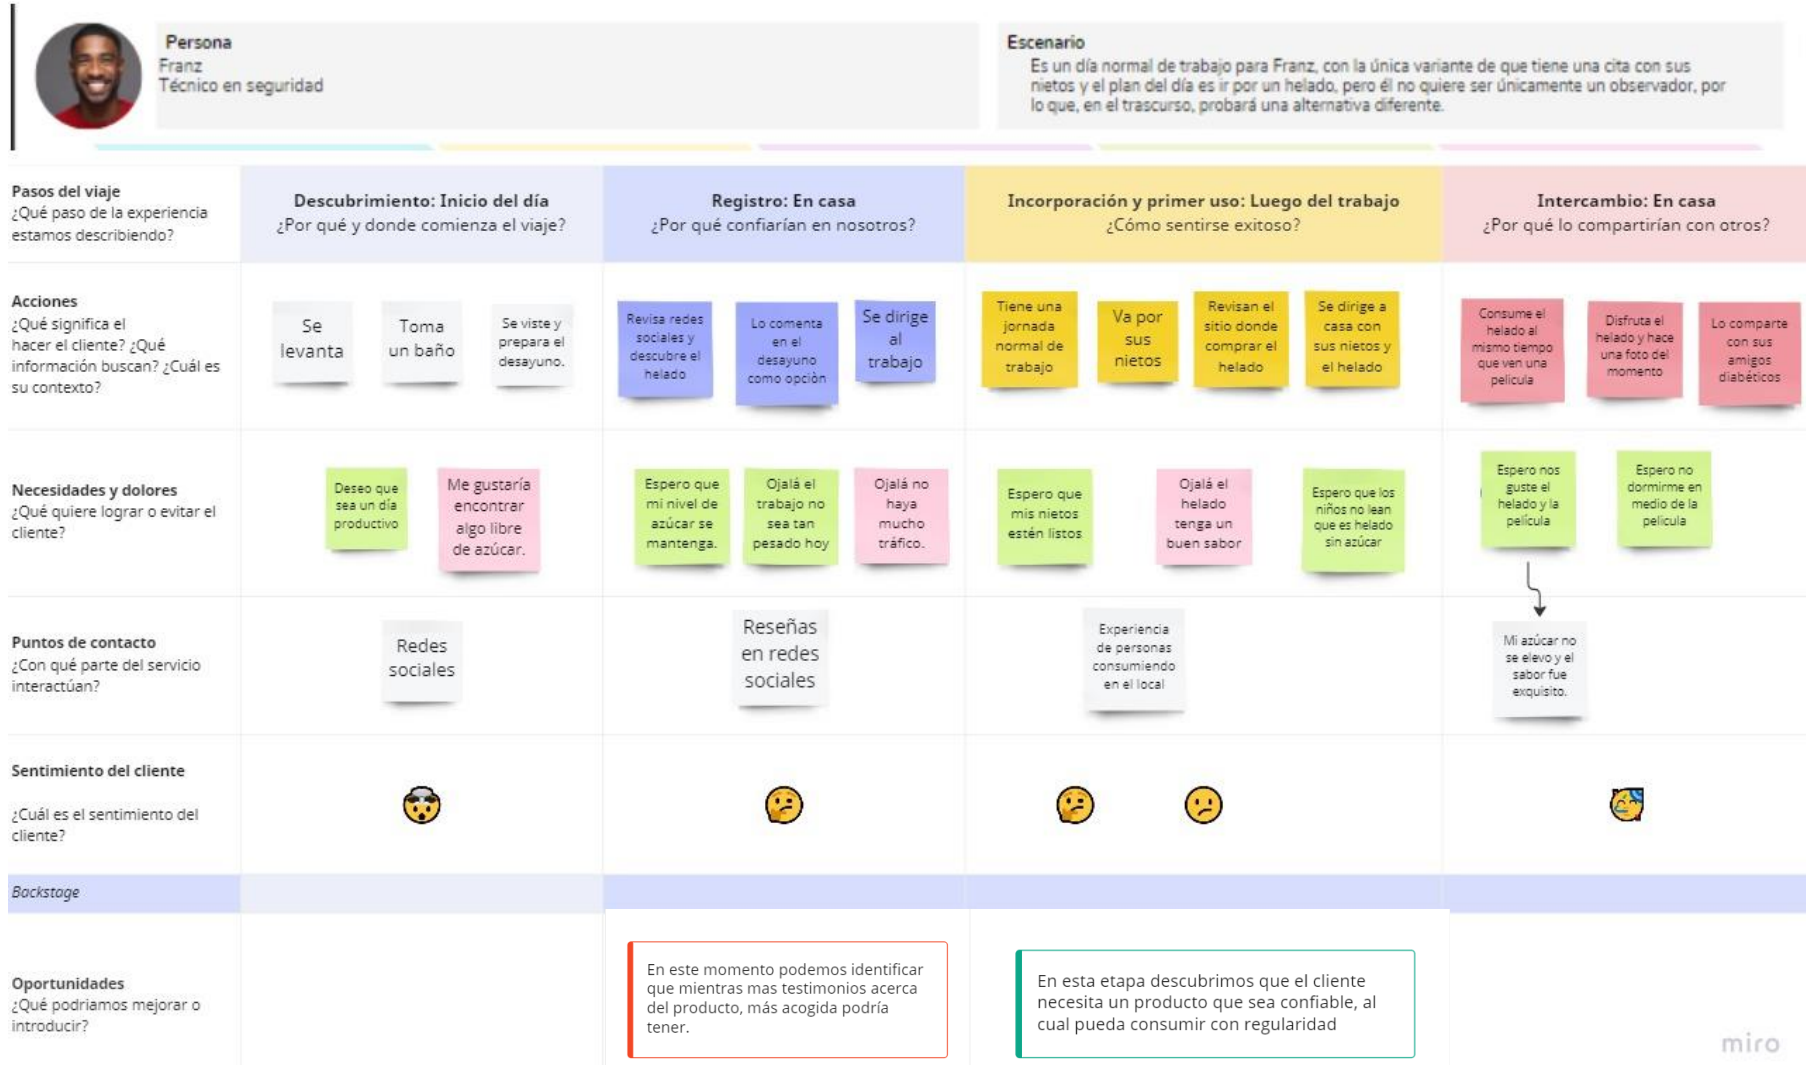 Persona
Franz
Técnico en seguridad
Escenario
Es un día normal de trabajo para Franz, con la única variante de que tiene una cita con sus
nietos y el plan del día es ir por un helado, pero él no quiere ser únicamente un observador, por
lo que, en el trascurso, probará una alternativa diferente.
Pasos del viaje
¿Qué paso de la experiencia
estamos describiendo?
Descubrimiento: Inicio del día
¿Por qué y donde comienza el viaje?
Registro: En casa
¿Por qué confiarían en nosotros?
Incorporación y primer uso: Luego del trabajo
¿Cómo sentirse exitoso?
Intercambio: En casa
¿Por qué lo compartirían con otros?
Acciones
¿Qué significa el
hacer el cliente? ¿Qué
información buscan? ¿Cuál es
su contexto?
Se
levanta
Toma
un baño
Se viste y
prepara el
desayuno.
Revisa redes
sociales y
descubre el
helado
Lo comenta
en el
desayuno
como opciòn
Se dirige
al
trabajo
Tiene una
jornada
normal de
trabajo
Va por
sus
nietos
Revisan el
sitio donde
comprar el
helado
Se dirige a
casa con
sus nietos y
el helado
Consume el
helado al
mismo tiempo
que ven una
pelicula
Disfruta el
helado y hace
una foto del
momento
Lo comparte
con sus
amigos
diabéticos
Necesidades y dolores
¿Qué quiere lograr o evitar el
cliente?
Deseo que
sea un día
productivo
Me gustaría
encontrar
algo libre
de azúcar.
Espero que
mi nivel de
azúcar se
mantenga.
Ojalá el
trabajo no
sea tan
pesado hoy
Ojalá no
haya
mucho
tráfico.
Espero que
mis nietos
estén listos
Ojalá el
helado
tenga un
buen sabor
Espero que los
niños no lean
que es helado
sin azúcar
Espero nos
guste el
helado y la
película
Espero no
dormirme en
medio de la
pelicula
Puntos de contacto
¿Con qué parte del servicio
interactúan?
Redes
sociales
Reseñas
en redes
sociales
Experiencia
de personas
consumiendo
en el local
Mi azúcar no
se elevo y el
sabor fue
exquisito.
Sentimiento del cliente
¿Cuál es el sentimiento del
cliente?
Backstage
Oportunidades
¿Qué podriamos mejorar o
introducir?
En este momento podemos identificar
que mientras mas testimonios acerca
del producto, más acogida podría
tener.
En esta etapa descubrimos que el cliente
necesita un producto que sea confiable, al
cual pueda consumir con regularidad
miro